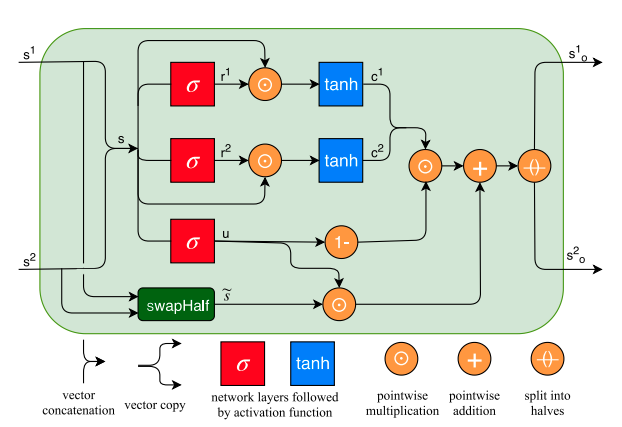 s¹
s¹ₒ
σ
r¹
⊙
tanh
c¹
s
σ
r²
⊙
tanh
c²
⊙
+
-()-
σ
u
1-
s²
s²ₒ
swapHalf
s̃
⊙
σ
tanh
⊙
+
-()-
vector
concatenation
vector copy
network layers followed
by activation function
pointwise
multiplication
pointwise
addition
split into
halves